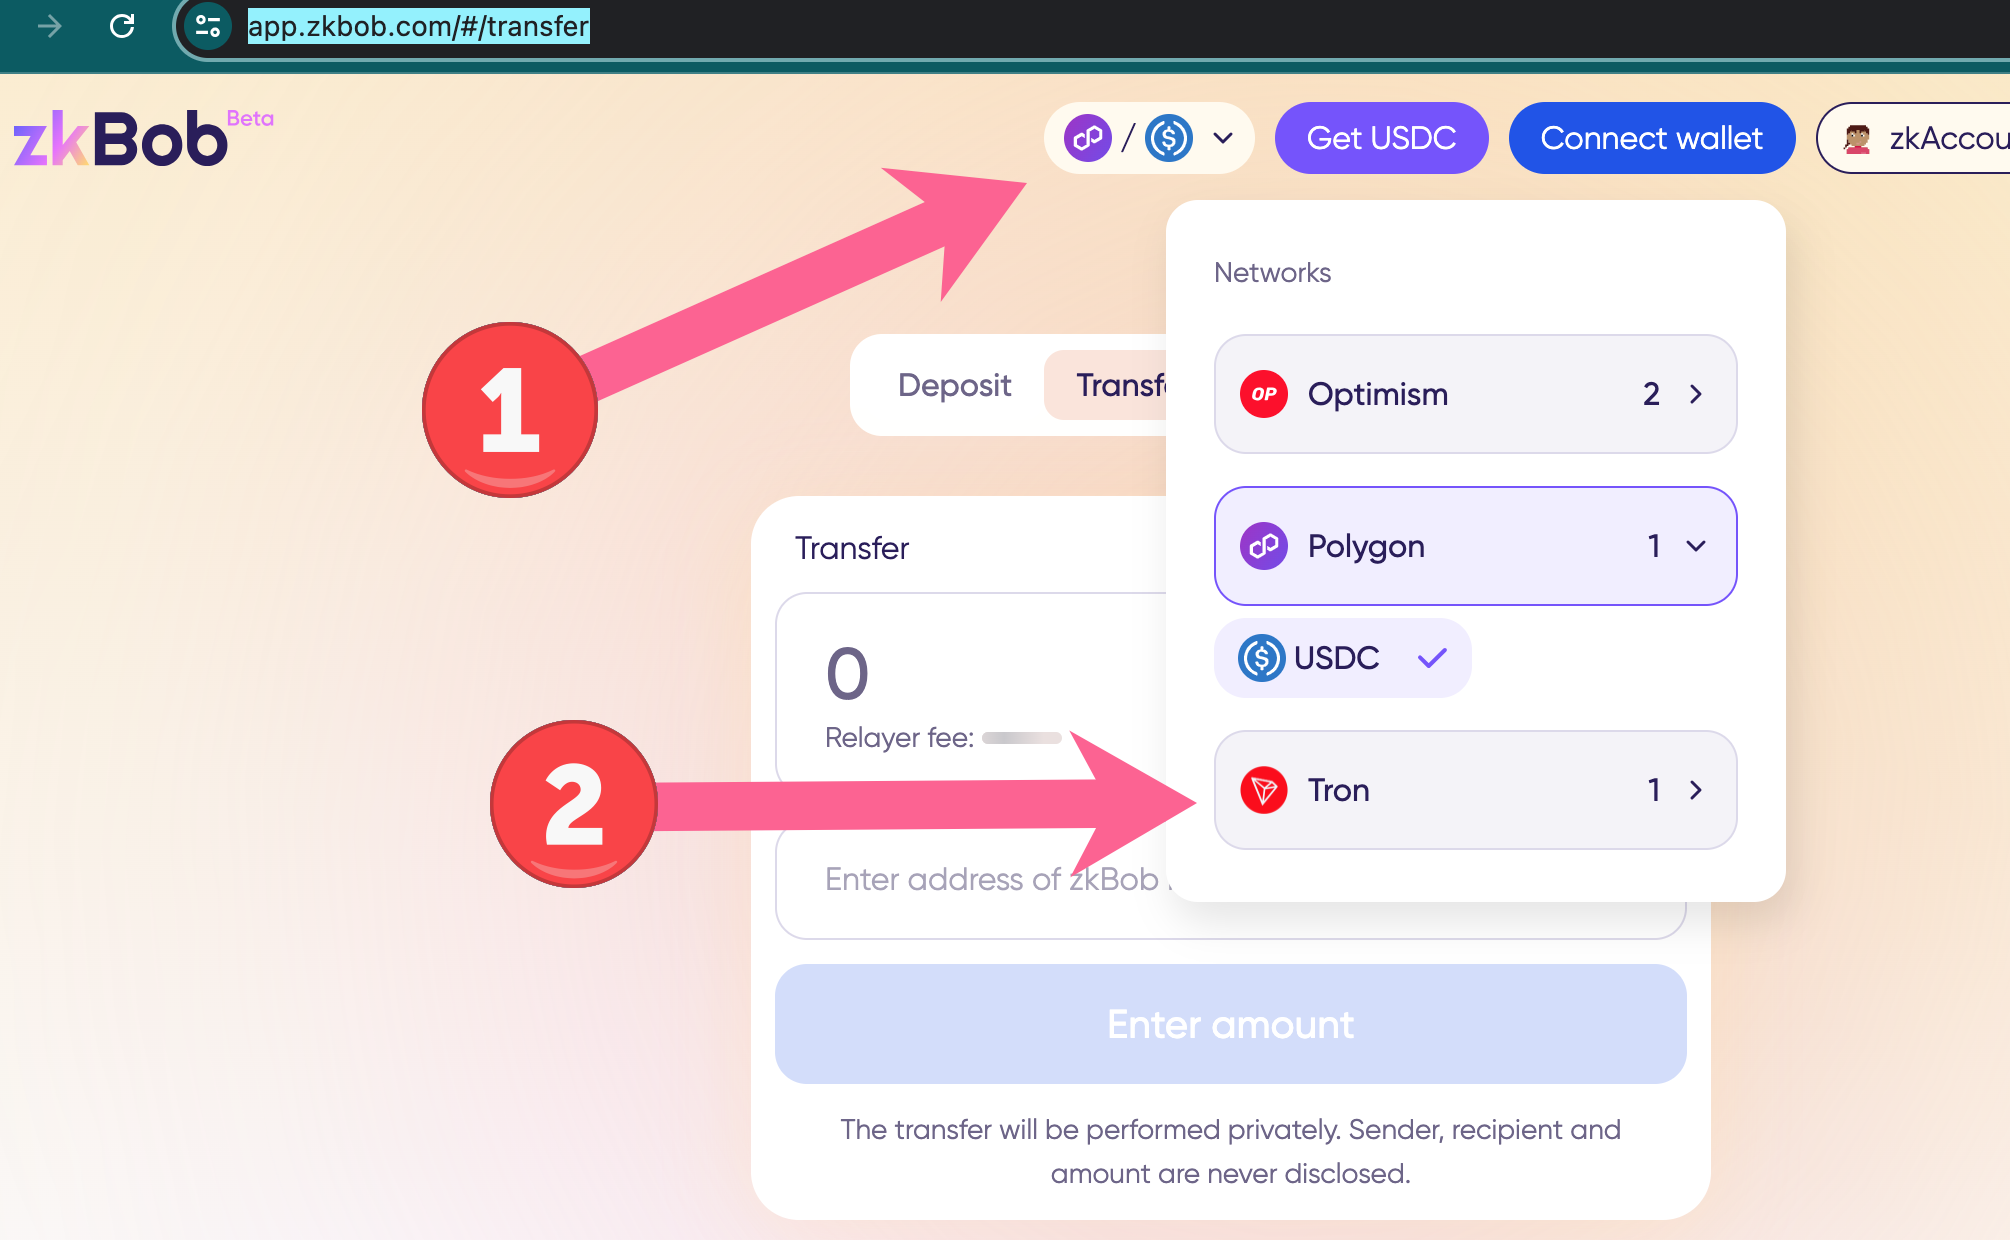 app.zkbob.com/#/transfer
zkBob Beta
/ Get USDC Connect wallet zkAccou
Networks
1
Deposit Transfe
OP Optimism 2
Transfer
Polygon 1
0
USDC
Relayer fee:
2
Tron 1
Enter address of zkBob
Enter amount
The transfer will be performed privately. Sender, recipient and
amount are never disclosed.